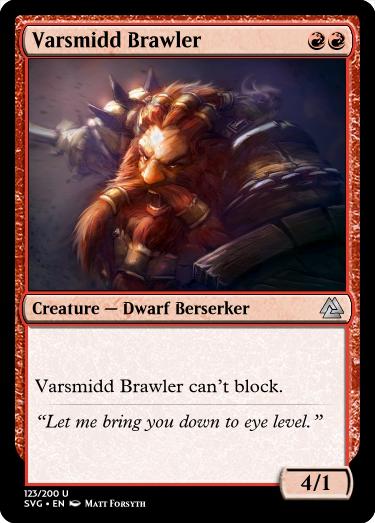 Varsmidd Brawler
Creature — Dwarf Berserker
Varsmidd Brawler can't block.
“Let me bring you down to eye level.”
4/1
123/200 U
SVG • EN Matt Forsyth